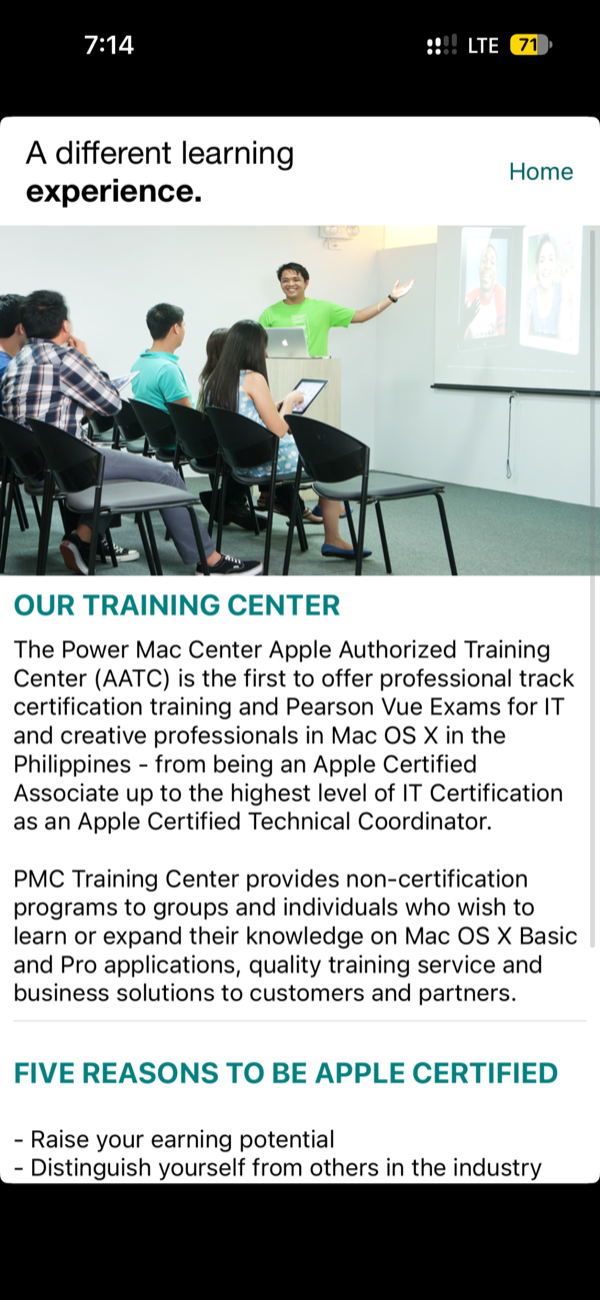 7:14
LTE
71
A different learning
experience.
Home
OUR TRAINING CENTER
The Power Mac Center Apple Authorized Training
Center (AATC) is the first to offer professional track
certification training and Pearson Vue Exams for IT
and creative professionals in Mac OS X in the
Philippines - from being an Apple Certified
Associate up to the highest level of IT Certification
as an Apple Certified Technical Coordinator.
PMC Training Center provides non-certification
programs to groups and individuals who wish to
learn or expand their knowledge on Mac OS X Basic
and Pro applications, quality training service and
business solutions to customers and partners.
FIVE REASONS TO BE APPLE CERTIFIED
- Raise your earning potential
- Distinguish yourself from others in the industry